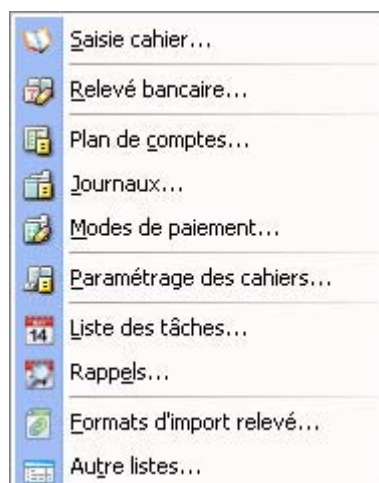 Saisie cahier...
Relevé bancaire...
Plan de comptes...
Journaux...
Modes de paiement...
Paramétrage des cahiers...
14
Liste des tâches...
Rappels...
Formats d'import relevé...
Autre listes...